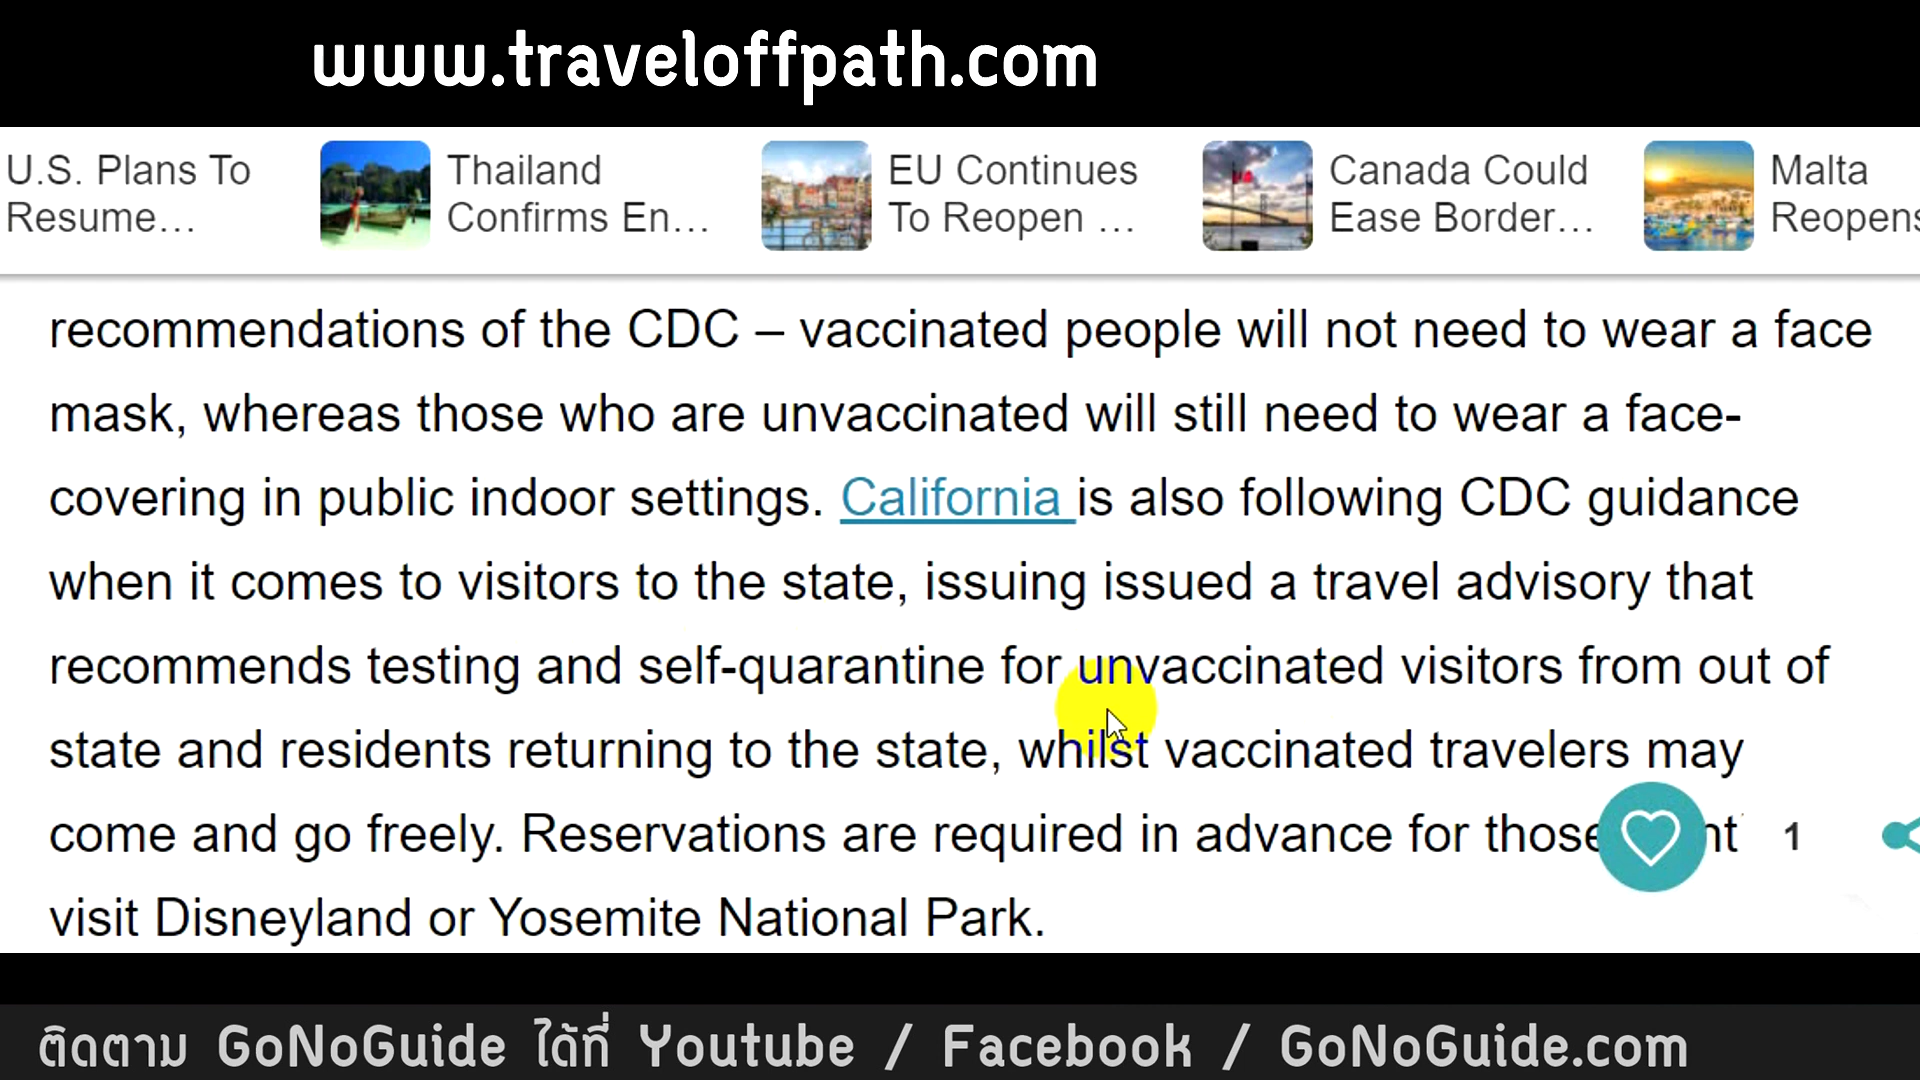 www.traveloffpath.com
U.S. Plans To
Resume...
Thailand
Confirms En...
EU Continues
To Reopen ...
Canada Could
Ease Border...
Malta
Reopens
recommendations of the CDC – vaccinated people will not need to wear a face
mask, whereas those who are unvaccinated will still need to wear a face-
covering in public indoor settings. California is also following CDC guidance
when it comes to visitors to the state, issuing issued a travel advisory that
recommends testing and self-quarantine for unvaccinated visitors from out of
state and residents returning to the state, whilst vaccinated travelers may
come and go freely. Reservations are required in advance for those
1
visit Disneyland or Yosemite National Park.
ติดตาม GoNoGuide ได้ที่ Youtube / Facebook / GoNoGuide.com